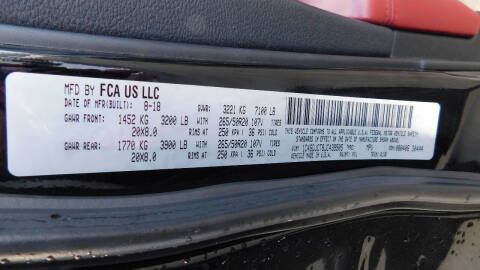 MFD BY FCA US LLC
DATE OF MFR(BUILT): 8-18 GVWR: 3221 KG 7100 LB
GAWR FRONT: 1452 KG 3200 LB WITH 265/50R20 107V TIRES
20X8.0 RIMS AT 250 KPA ( 36 PSI) COLD
GAWR REAR: 1770 KG 3900 LB WITH 265/50R20 107V TIRES
20X8.0 RIMS AT 250 KPA ( 36 PSI) COLD
THIS VEHICLE CONFORMS TO ALL APPLICABLE U.S.A.
FEDERAL MOTOR VEHICLE SAFETY
STANDARDS IN EFFECT ON THE DATE OF
MANUFACTURE SHOWN ABOVE.
VIN: TYPE: MPV